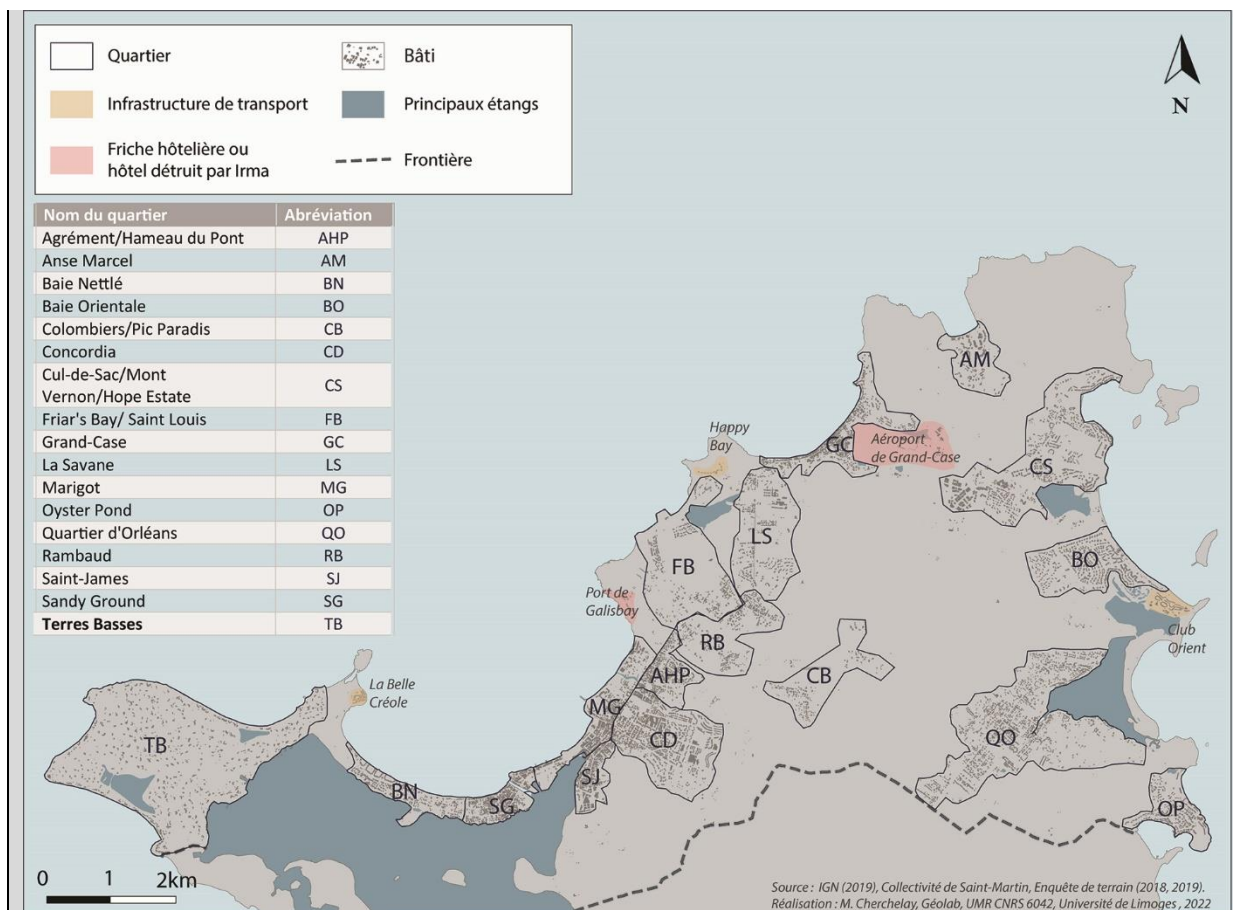 Quartier
Bâti
Infrastructure de transport
Principaux étangs
Friche hôtelière ou
hôtel détruit par Irma
Frontière
N
Nom du quartier Abréviation
Agrément/Hameau du Pont AHP
Anse Marcel AM
Baie Nettlé BN
Baie Orientale BO
Colombiers/Pic Paradis CB
Concordia CD
Cul-de-Sac/Mont
Vernon/Hope Estate CS
Friar's Bay/ Saint Louis FB
Grand-Case GC
La Savane LS
Marigot MG
Oyster Pond OP
Quartier d'Orléans QO
Rambaud RB
Saint-James SJ
Sandy Ground SG
Terres Basses TB
AM
Happy
Bay
GC
Aéroport
de Grand-Case
CS
LS
FB
BO
Port de
Galisbay
Club
Orient
RB
AHP
CB
La Belle
Créole
MG
TB
CD
QO
SJ
BN
SG
OP
0 1 2km
Source : IGN (2019), Collectivité de Saint-Martin, Enquête de terrain (2018, 2019).
Réalisation : M. Cherchelay, Géolab, UMR CNRS 6042, Université de Limoges , 2022